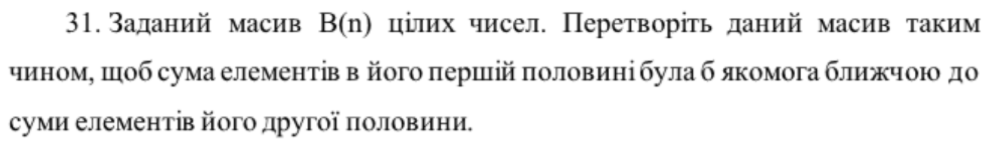 31. Заданий масив B(n) цілих чисел. Перетворіть даний масив таким
чином, щоб сума елементів в його першій половині була б якомога ближчою до
суми елементів його другої половини.